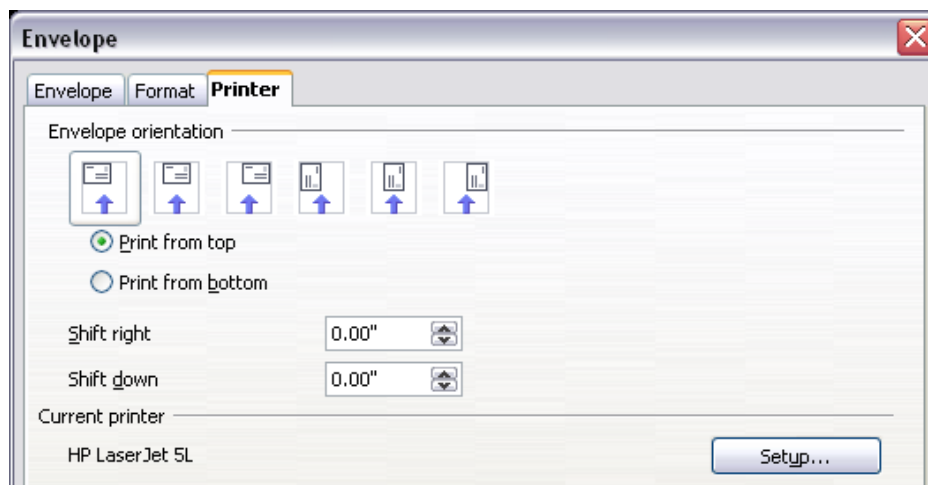 Envelope
Envelope Format Printer
Envelope orientation
Print from top
Print from bottom
Shift right 0.00"
Shift down 0.00"
Current printer
HP LaserJet 5L Setup...